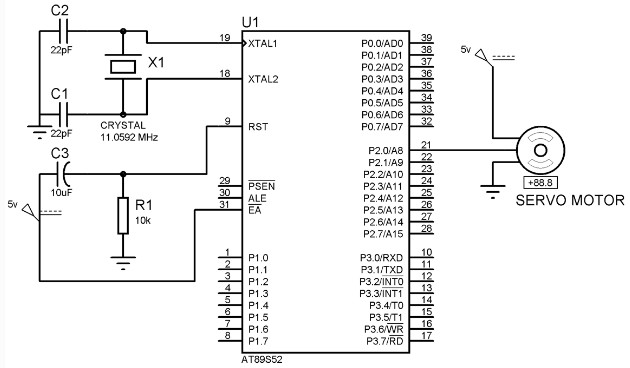 C2
22pF
X1
C1
22pF
CRYSTAL
11.0592 MHz
C3
10uF
5v
R1
10k
U1
19 XTAL1
18 XTAL2
9 RST
29 PSEN
30 ALE
31 EA
1 P1.0
2 P1.1
3 P1.2
4 P1.3
5 P1.4
6 P1.5
7 P1.6
8 P1.7
P0.0/AD0 39
P0.1/AD1 38
P0.2/AD2 37
P0.3/AD3 36
P0.4/AD4 35
P0.5/AD5 34
P0.6/AD6 33
P0.7/AD7 32
P2.0/A8 21
P2.1/A9 22
P2.2/A10 23
P2.3/A11 24
P2.4/A12 25
P2.5/A13 26
P2.6/A14 27
P2.7/A15 28
P3.0/RXD 10
P3.1/TXD 11
P3.2/INT0 12
P3.3/INT1 13
P3.4/T0 14
P3.5/T1 15
P3.6/WR 16
P3.7/RD 17
AT89S52
5v
+88.8
SERVO MOTOR